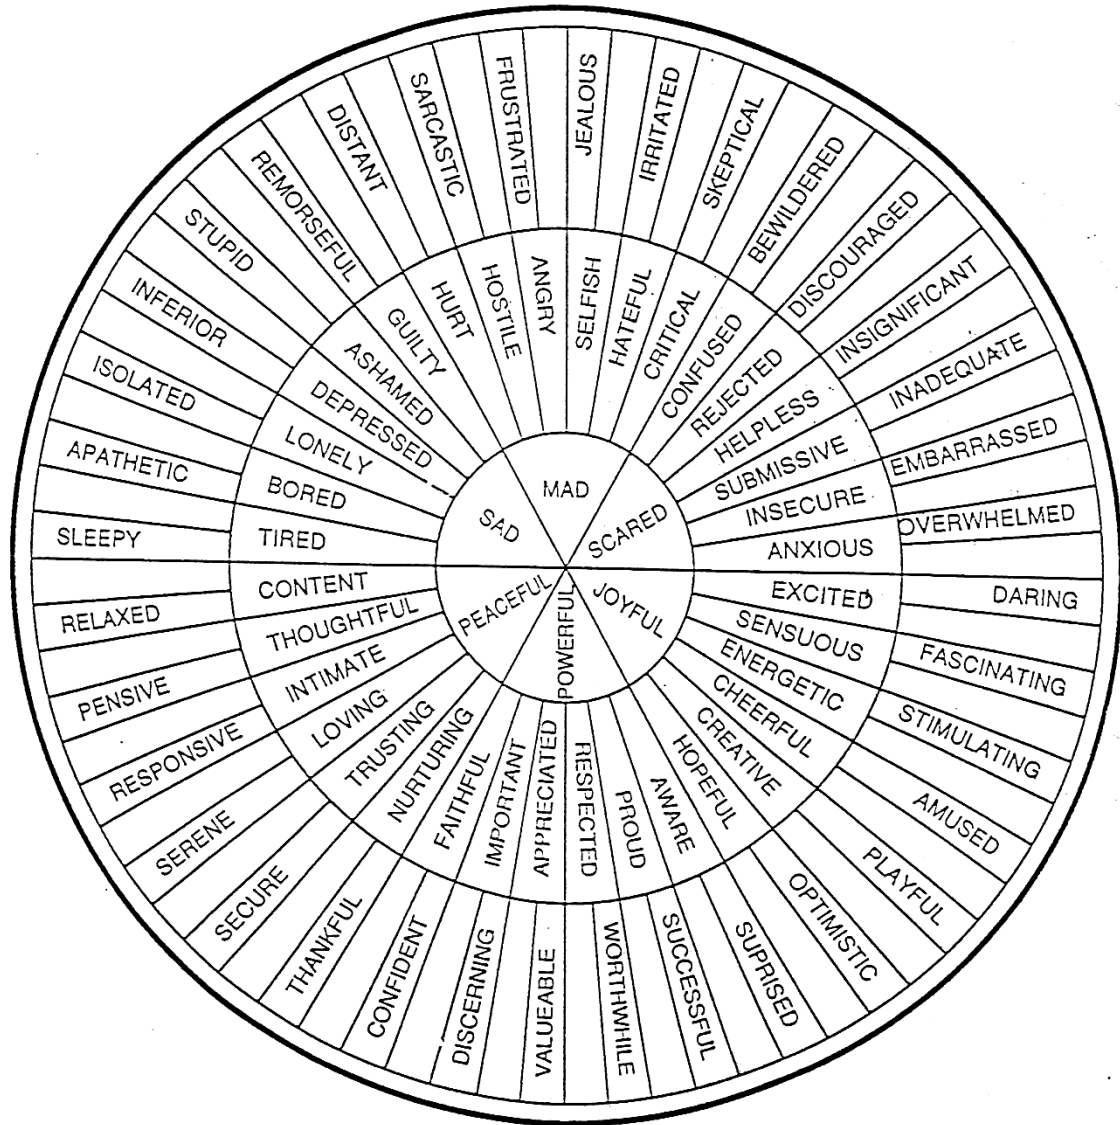 MAD
SCARED
JOYFUL
POWERFUL
PEACEFUL
SAD
HURT
HOSTILE
ANGRY
SELFISH
HATEFUL
CRITICAL
CONFUSED
REJECTED
HELPLESS
SUBMISSIVE
INSECURE
ANXIOUS
EXCITED
SENSUOUS
ENERGETIC
CHEERFUL
CREATIVE
HOPEFUL
AWARE
PROUD
RESPECTED
APPRECIATED
IMPORTANT
FAITHFUL
NURTURING
TRUSTING
LOVING
INTIMATE
THOUGHTFUL
CONTENT
TIRED
BORED
LONELY
DEPRESSED
ASHAMED
GUILTY
DISTANT
SARCASTIC
FRUSTRATED
JEALOUS
IRRITATED
SKEPTICAL
BEWILDERED
DISCOURAGED
INSIGNIFICANT
INADEQUATE
EMBARRASSED
OVERWHELMED
DARING
FASCINATING
STIMULATING
AMUSED
PLAYFUL
OPTIMISTIC
SUPRISED
SUCCESSFUL
WORTHWHILE
VALUEABLE
DISCERNING
CONFIDENT
THANKFUL
SECURE
SERENE
RESPONSIVE
PENSIVE
RELAXED
SLEEPY
APATHETIC
ISOLATED
INFERIOR
STUPID
REMORSEFUL